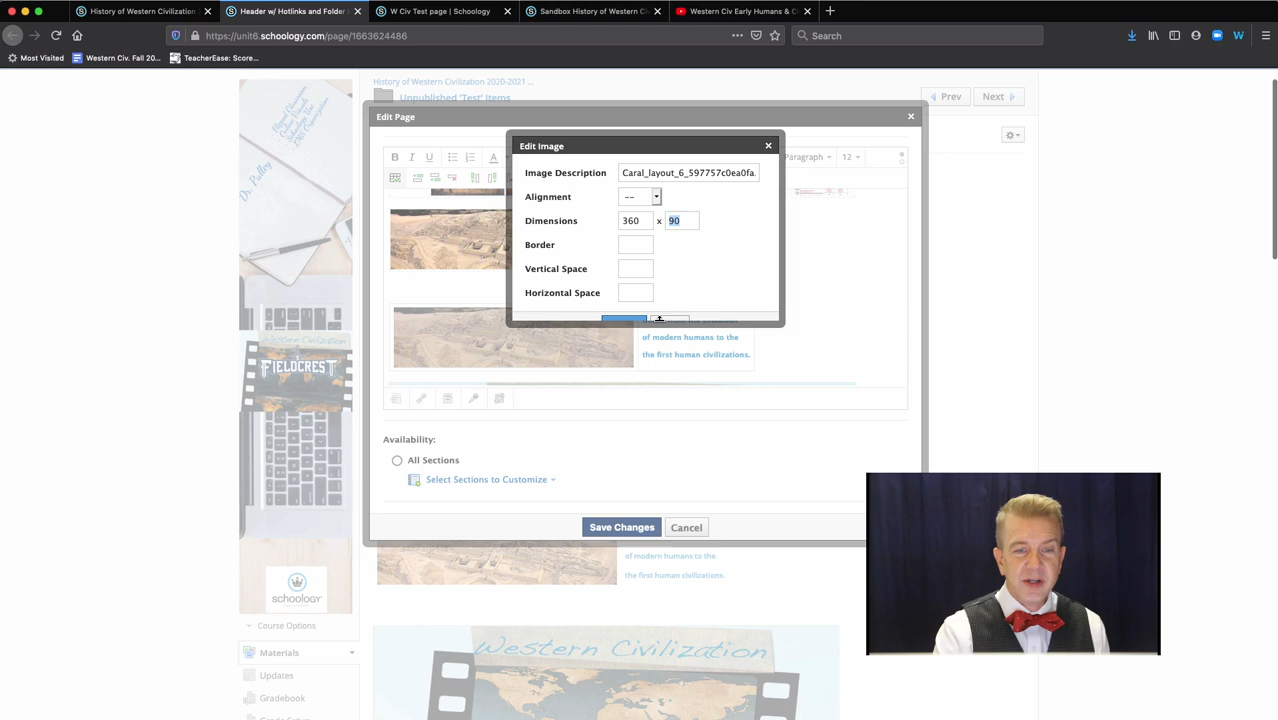 History of Western Civilization
Header w/ Hotlinks and Folder
W Civ Test page | Schoology
Sandbox History of Western Ci
Western Civ Early Humans & C
https://unit6.schoology.com/page/1663624486
Search
Most Visited
Western Civ. Fall 20...
TeacherEase: Score...
History of Western Civilization 2020-2021 ...
Unpublished 'Test' Items
Prev
Next
Edit Page
Edit Image
B I U
A
Paragraph
12
Image Description
Caral_layout_6_597757c0ea0fa.
Alignment
--
Dimensions
360 x 90
Border
Vertical Space
Horizontal Space
of modern humans to the
the first human civilizations.
Availability:
All Sections
Select Sections to Customize
Save Changes
Cancel
of modern humans to the
the first human civilizations.
Western Civilization
Dr. Pulley
Western Civilization
FIELDCREST
schoology
Course Options
Materials
Updates
Gradebook